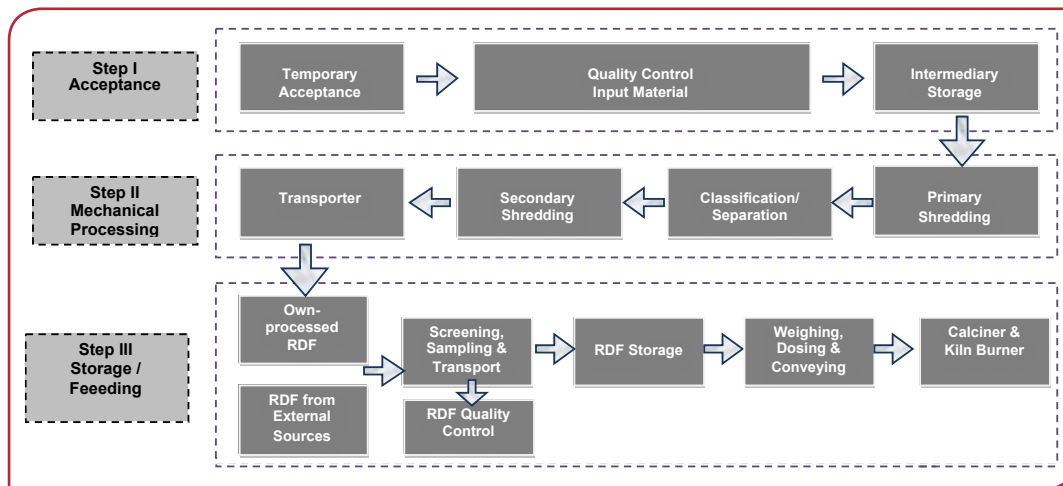 Step I
Acceptance
Temporary
Acceptance
Quality Control
Input Material
Intermediary
Storage
Step II
Mechanical
Processing
Transporter
Secondary
Shredding
Classification/
Separation
Primary
Shredding
Step III
Storage /
Feeeding
Own-
processed
RDF
RDF from
External
Sources
Screening,
Sampling &
Transport
RDF Quality
Control
RDF Storage
Weighing,
Dosing &
Conveying
Calciner &
Kiln Burner